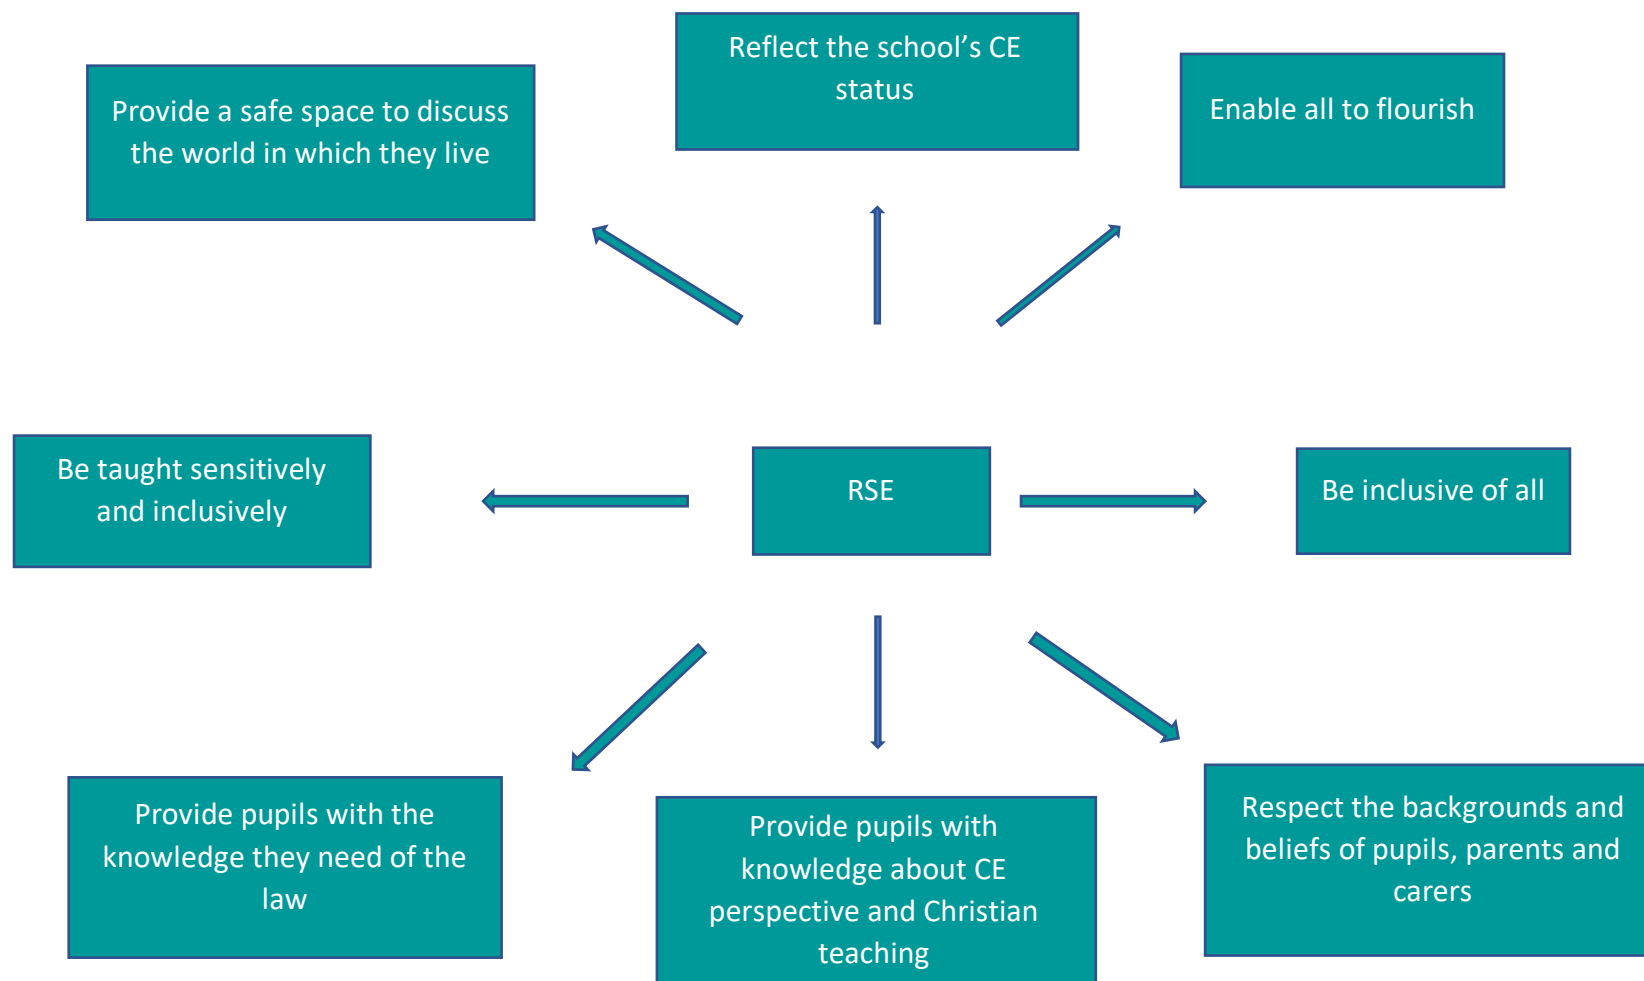 Reflect the school’s CE
status
Provide a safe space to discuss
the world in which they live
Enable all to flourish
Be taught sensitively
and inclusively
RSE
Be inclusive of all
Provide pupils with the
knowledge they need of the
law
Provide pupils with
knowledge about CE
perspective and Christian
teaching
Respect the backgrounds and
beliefs of pupils, parents and
carers